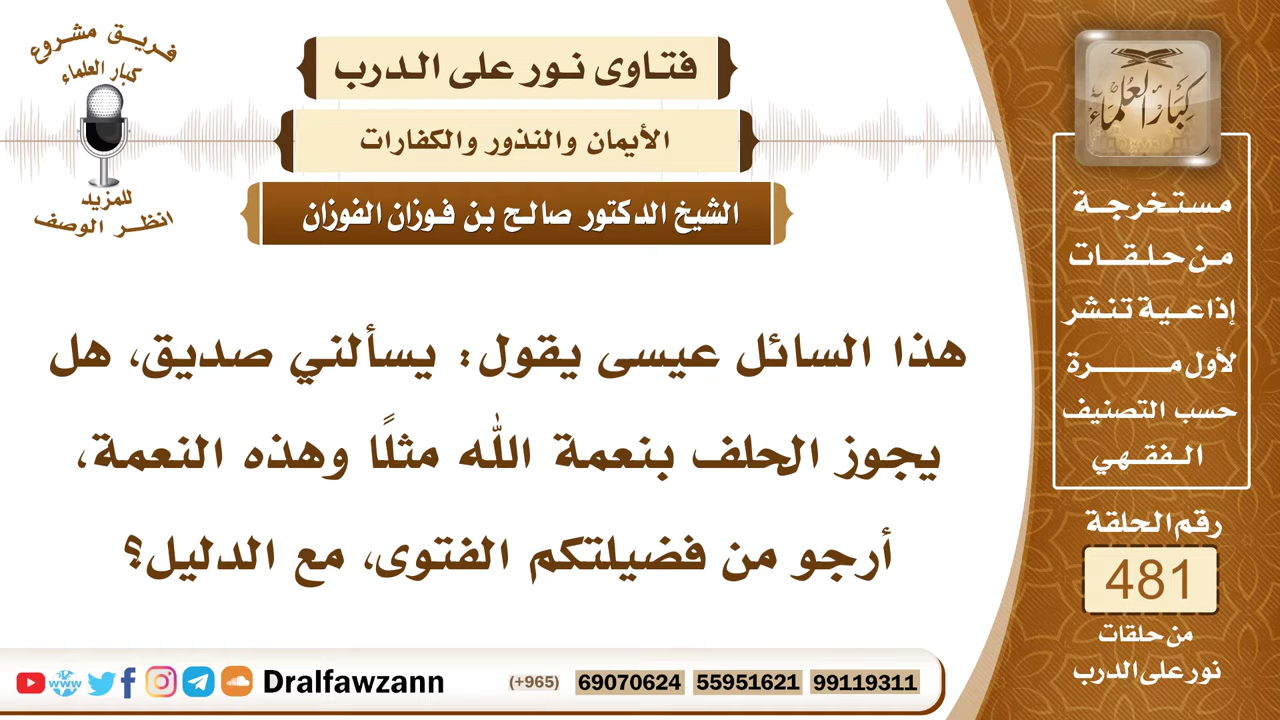 فريق مشروع
كبار العلماء
للمزيد
انظر الوصف
فتاوى نور على الدرب
الأيمان والنذور والكفارات
الشيخ الدكتور صالح بن فوزان الفوزان
هذا السائل عيسى يقول: يسألني صديق، هل
يجوز الحلف بنعمة الله مثلًا وهذه النعمة،
أرجو من فضيلتكم الفتوى، مع الدليل؟
كبار العلماء
مستخرجة
من حلقات
إذاعية تنشر
لأول مرة
حسب التصنيف
الفقهي
رقم الحلقة
481
من حلقات
نور على الدرب
www Dralfawzann (+965) 69070624 55951621 99119311